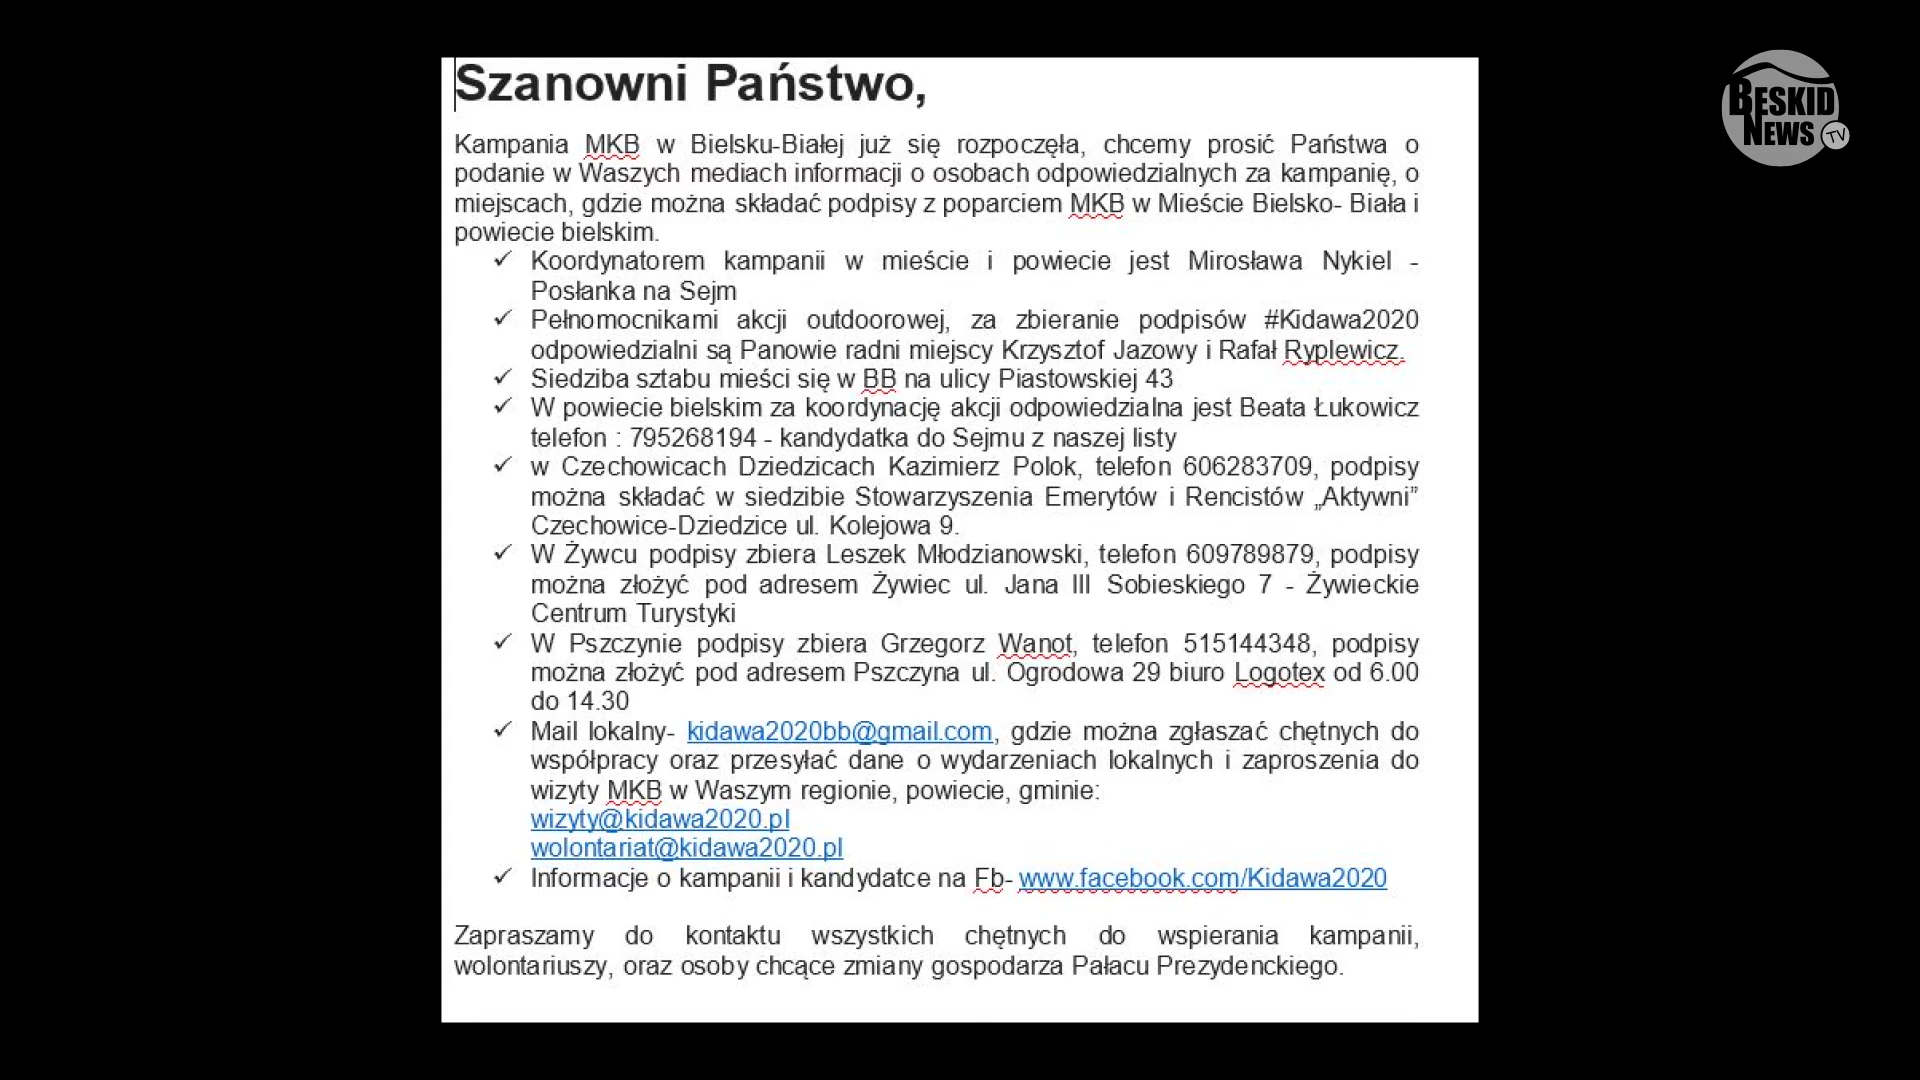 Szanowni Państwo,
Kampania MKB w Bielsku-Białej już się rozpoczęła, chcemy prosić Państwa o
podanie w Waszych mediach informacji o osobach odpowiedzialnych za kampanię, o
miejscach, gdzie można składać podpisy z poparciem MKB w Mieście Bielsko- Biała i
powiecie bielskim.
✓ Koordynatorem kampanii w mieście i powiecie jest Mirosława Nykiel -
Posłanka na Sejm
✓ Pełnomocnikami akcji outdoorowej, za zbieranie podpisów #Kidawa2020
odpowiedzialni są Panowie radni miejscy Krzysztof Jazowy i Rafał Ryplewicz.
✓ Siedziba sztabu mieści się w BB na ulicy Piastowskiej 43
✓ W powiecie bielskim za koordynację akcji odpowiedzialna jest Beata Łukowicz
telefon : 795268194 - kandydatka do Sejmu z naszej listy
✓ w Czechowicach Dziedzicach Kazimierz Polok, telefon 606283709, podpisy
można składać w siedzibie Stowarzyszenia Emerytów i Rencistów „Aktywni”
Czechowice-Dziedzice ul. Kolejowa 9.
✓ W Żywcu podpisy zbiera Leszek Młodzianowski, telefon 609789879, podpisy
można złożyć pod adresem Żywiec ul. Jana III Sobieskiego 7 - Żywieckie
Centrum Turystyki
✓ W Pszczynie podpisy zbiera Grzegorz Wanot, telefon 515144348, podpisy
można złożyć pod adresem Pszczyna ul. Ogrodowa 29 biuro Logotex od 6.00
do 14.30
✓ Mail lokalny- kidawa2020bb@gmail.com, gdzie można zgłaszać chętnych do
współpracy oraz przesyłać dane o wydarzeniach lokalnych i zaproszenia do
wizyty MKB w Waszym regionie, powiecie, gminie:
wizyty@kidawa2020.pl
wolontariat@kidawa2020.pl
✓ Informacje o kampanii i kandydatce na Fb- www.facebook.com/Kidawa2020
Zapraszamy do kontaktu wszystkich chętnych do wspierania kampanii,
wolontariuszy, oraz osoby chcące zmiany gospodarza Pałacu Prezydenckiego.
BESKID
NEWS TV